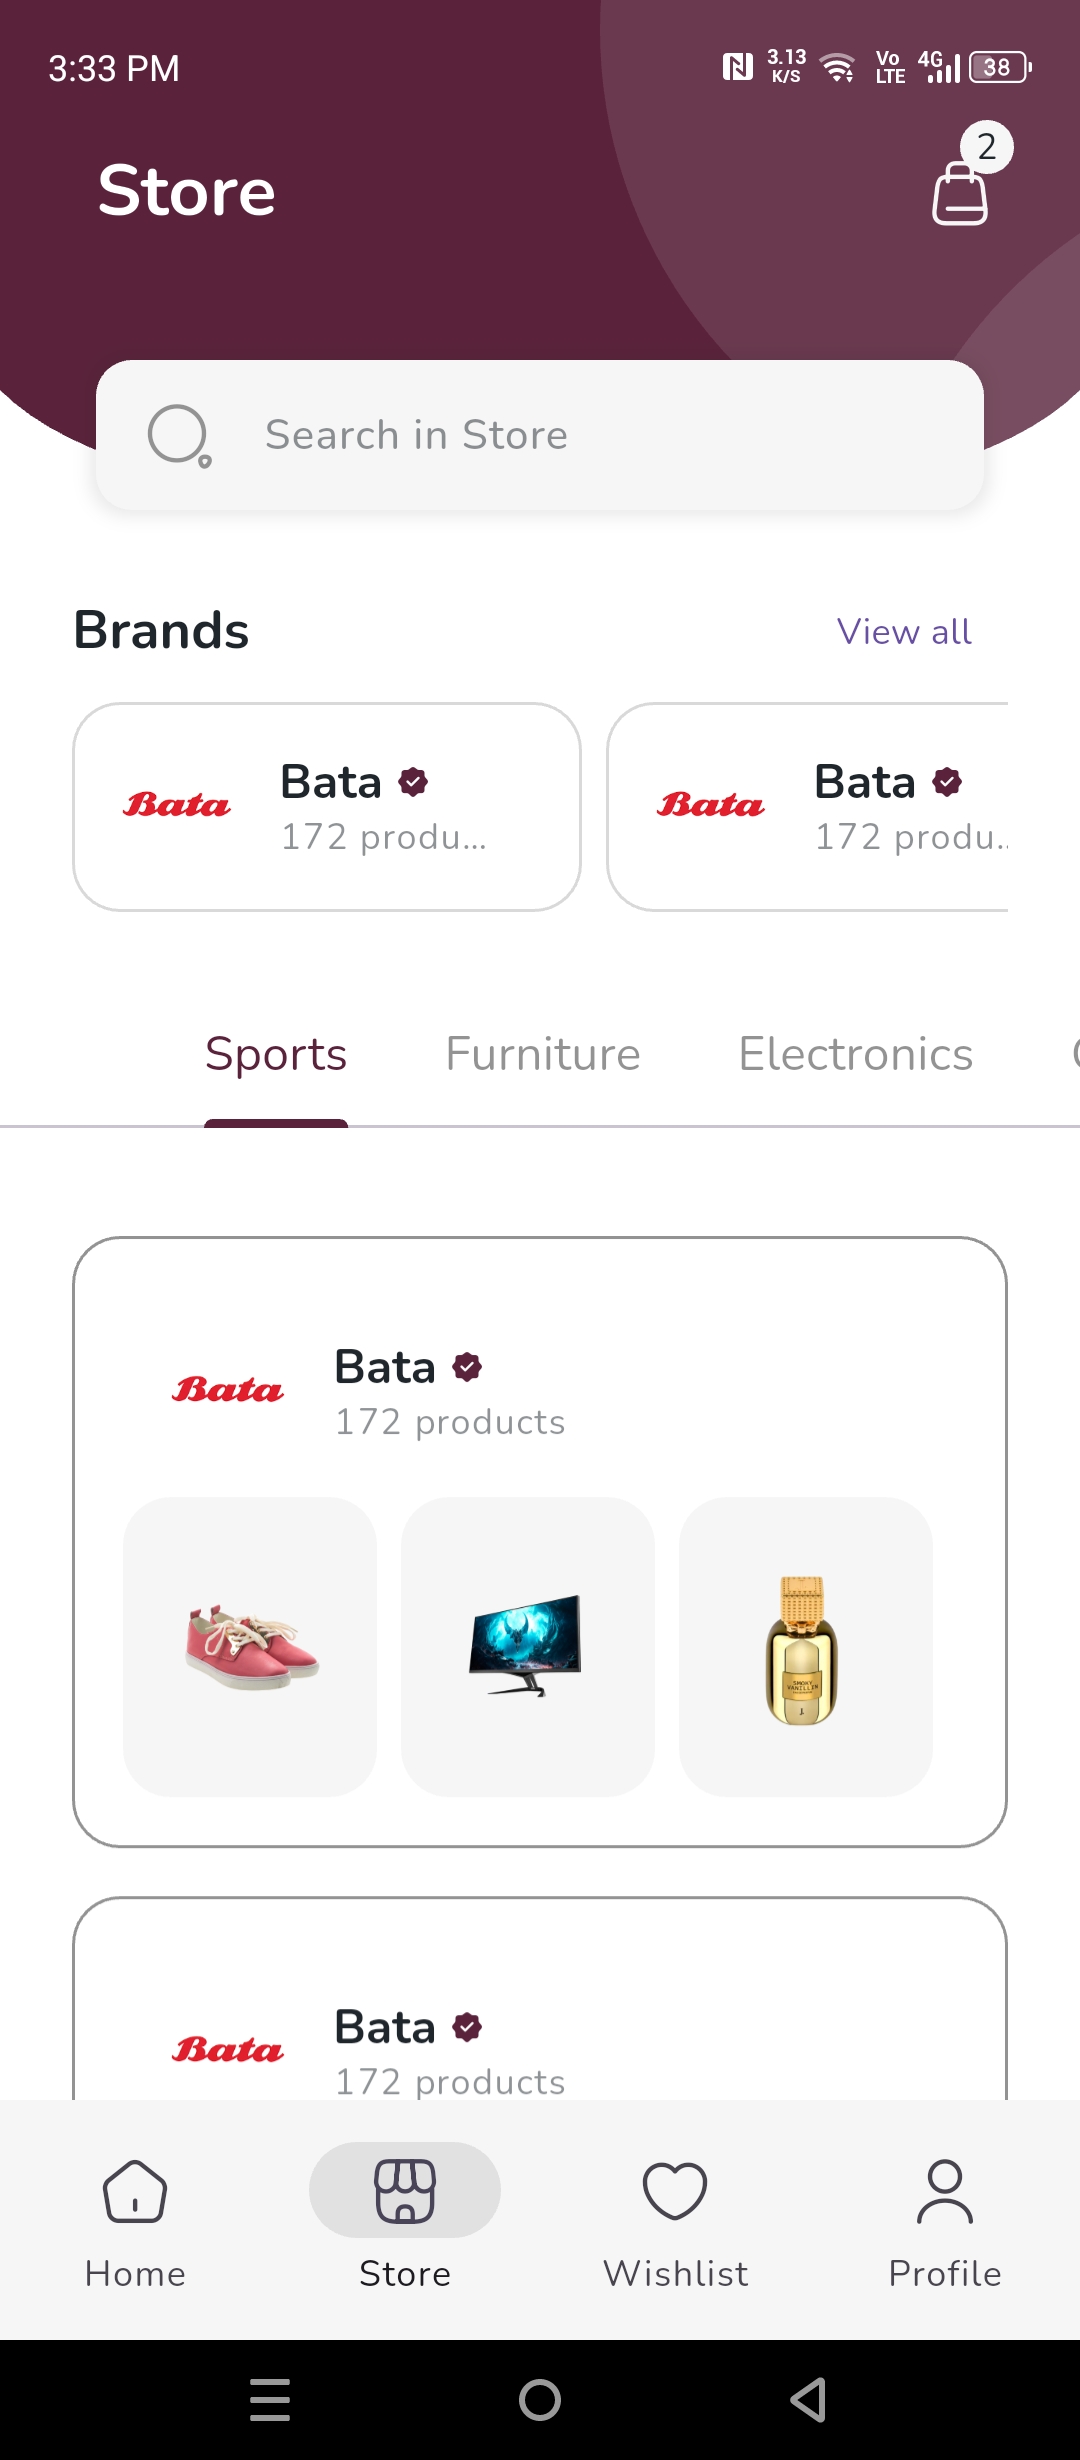 3:33 PM
3.13 K/S
Vo LTE
4G
38
Store
2
Search in Store
Brands
View all
Bata
Bata
172 produ...
Bata
Bata
172 produ..
Sports
Furniture
Electronics
Bata
Bata
172 products
SMOKY
VANILLIN
J.
Bata
Bata
172 products
Home
Store
Wishlist
Profile